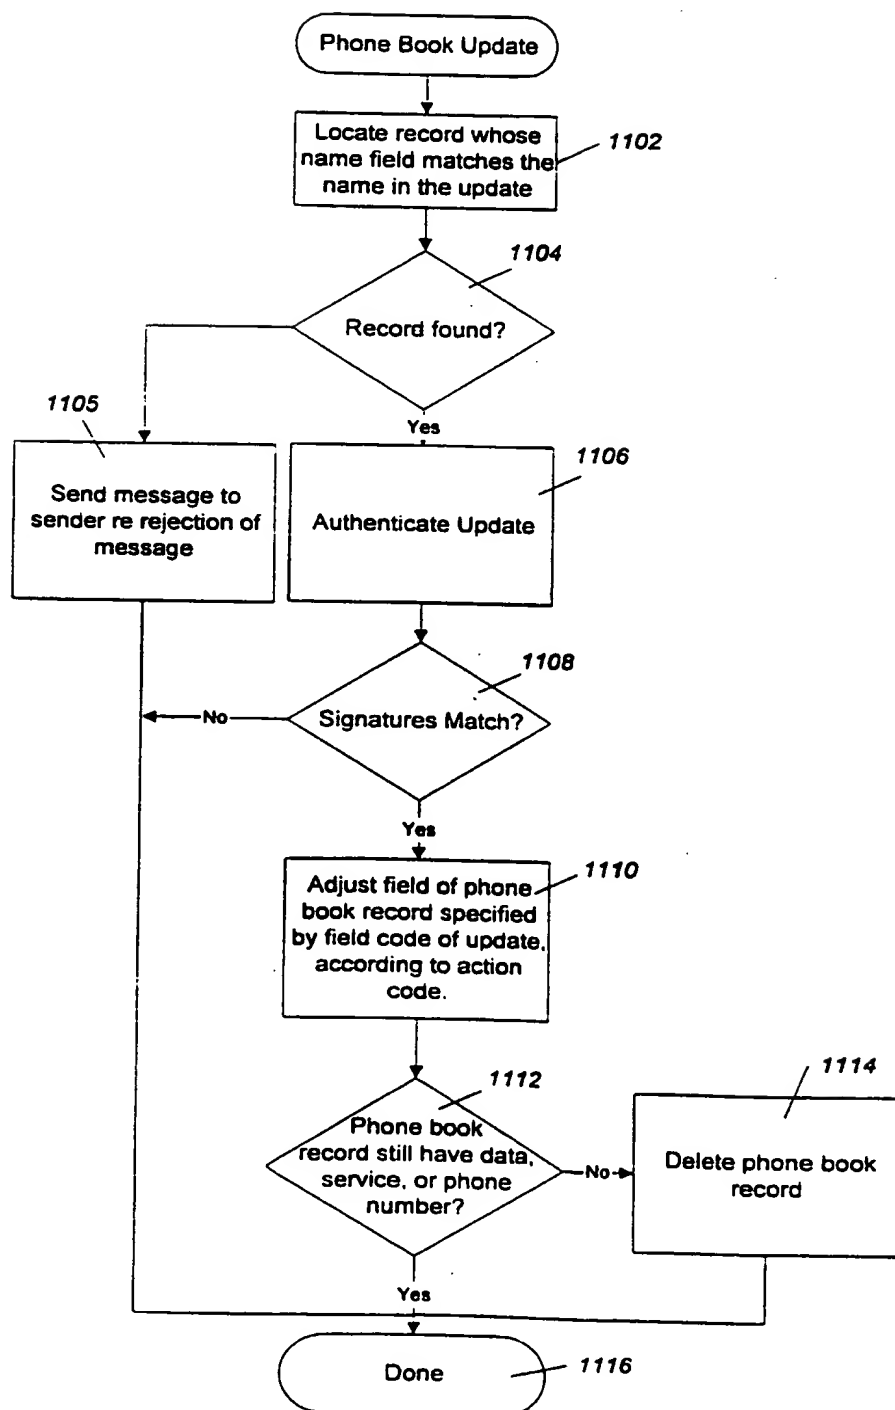 Phone Book Update
Locate record whose
name field matches the
name in the update
1102
1104
Record found?
Yes
1105
Send message to
sender re rejection of
message
1106
Authenticate Update
1108
Signatures Match?
No
Yes
1110
Adjust field of phone
book record specified
by field code of update,
according to action
code.
1112
Phone book
record still have data,
service, or phone
number?
No
1114
Delete phone book
record
Yes
Done
1116